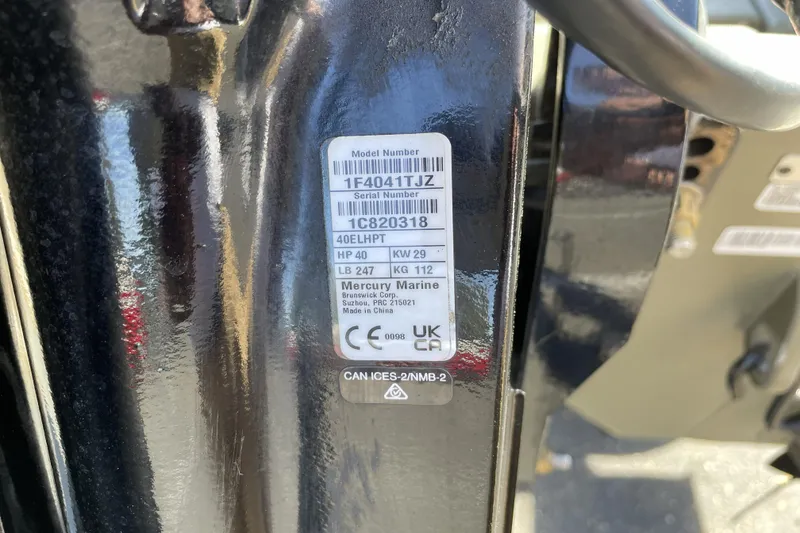 Model Number
1F4041TJZ
Serial Number
1C820318
40ELHPT
HP 40 KW 29
LB 247 KG 112
Mercury Marine
Brunswick Corp.
Suzhou, PRC 215021
Made in China
CE 0098 UK
CA
CAN ICES-2/NMB-2